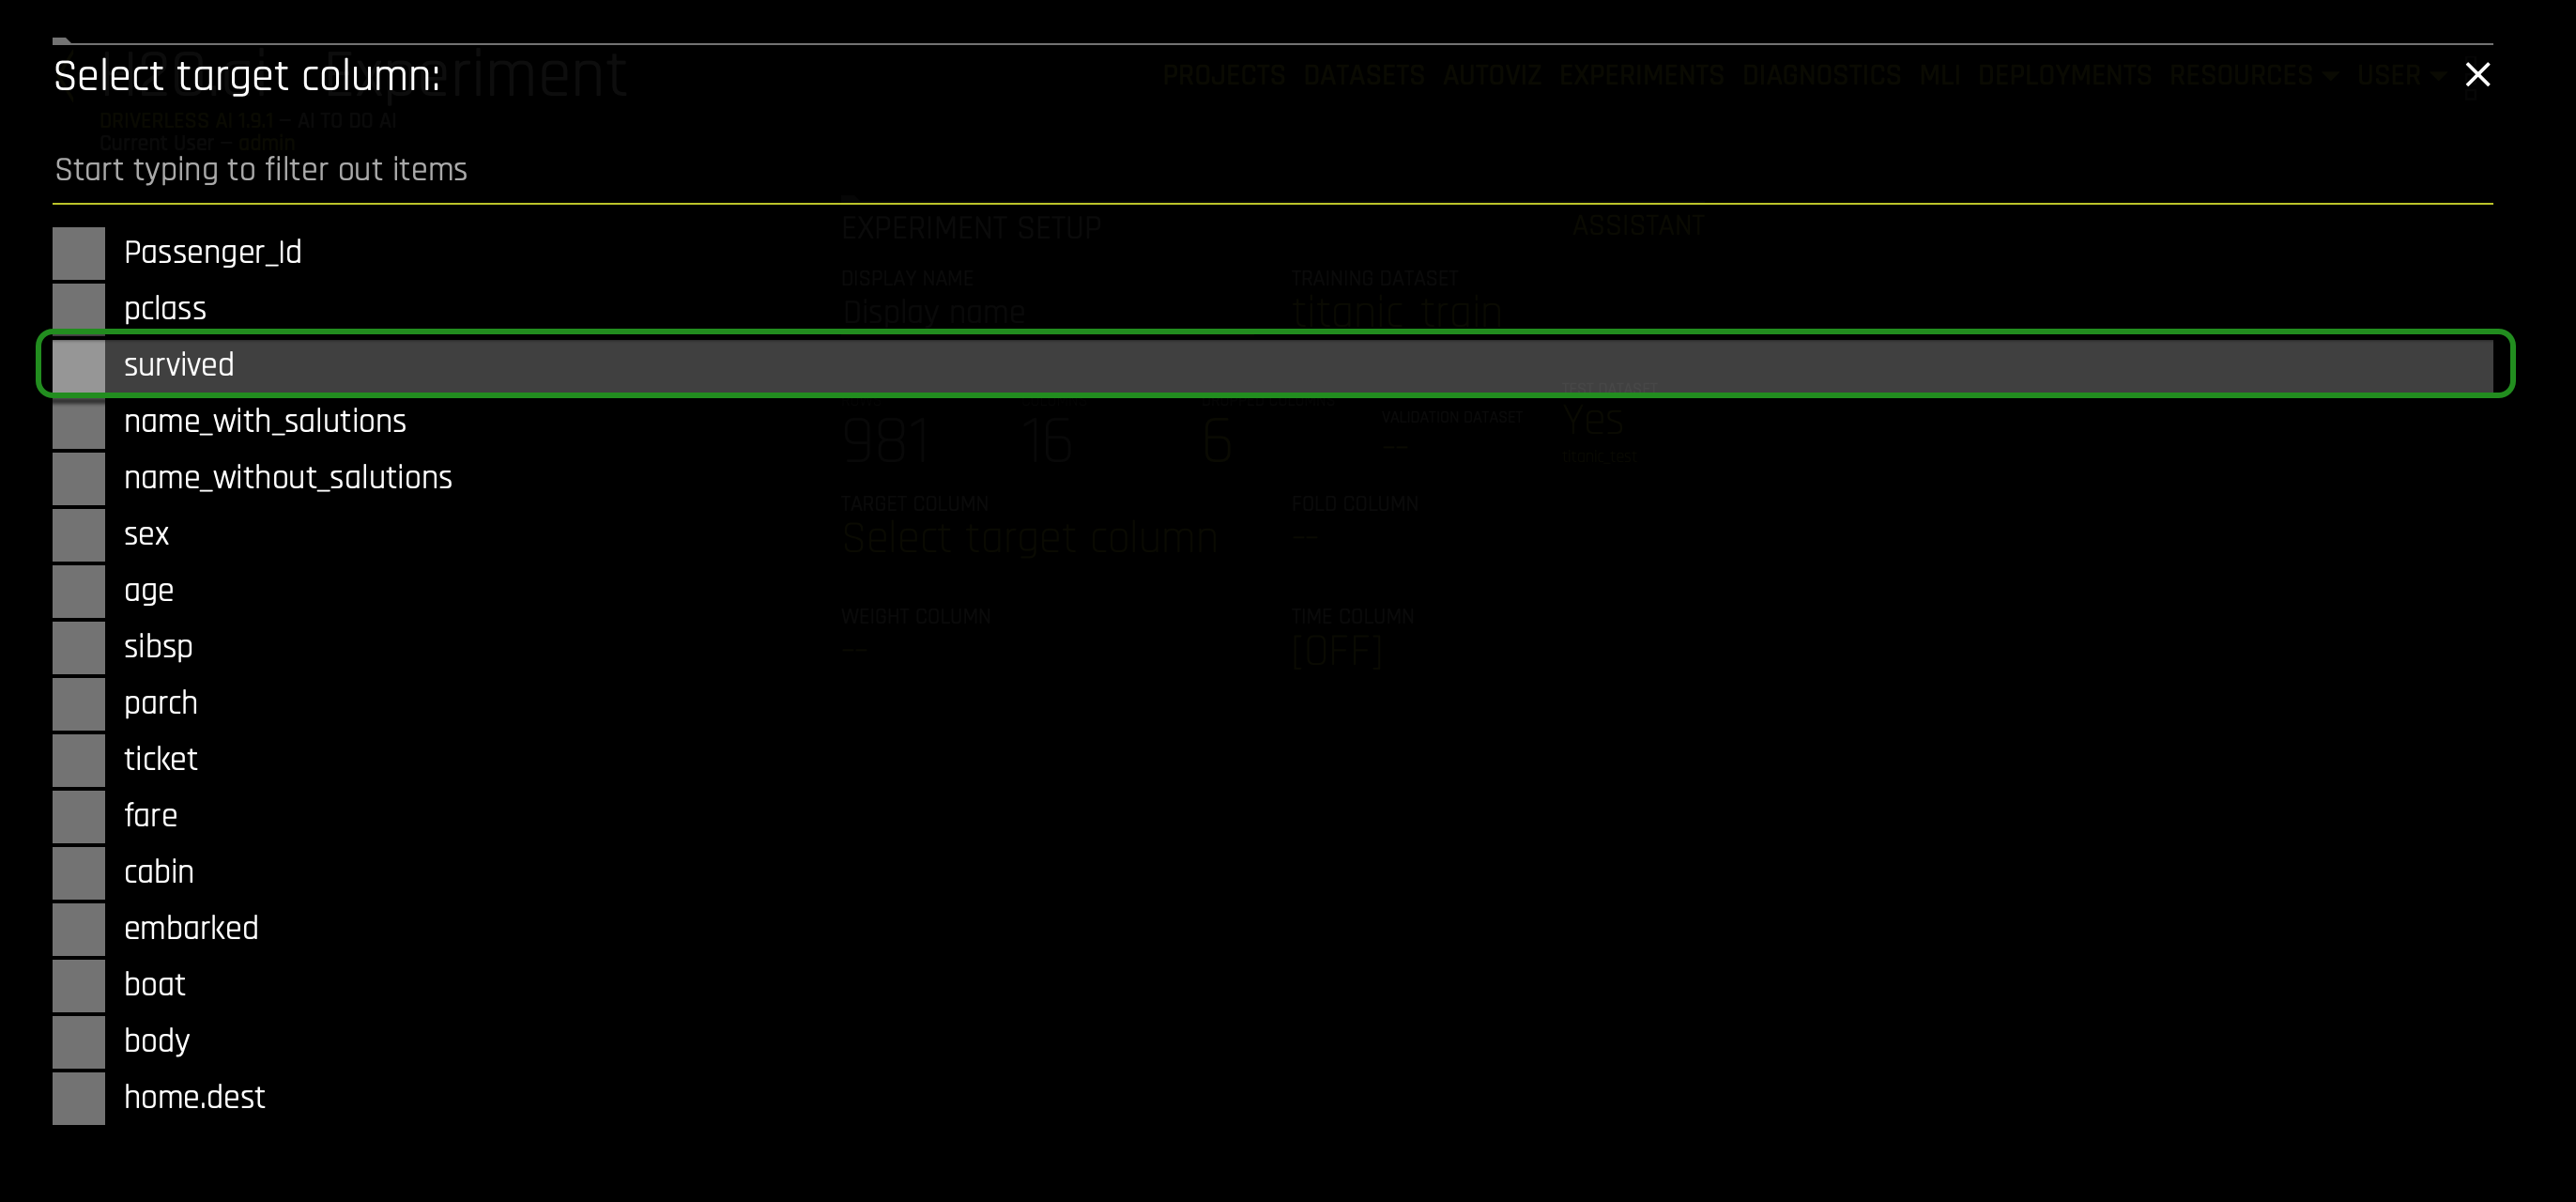 Select target column:
Experiment
PROJECTS DATASETS AUTOVIZ EXPERIMENTS DIAGNOSTICS MLI DEPLOYMENTS RESOURCES USER
DRIVERLESS AI 1.9.1 – AI TO DO AI
Current User – admin
Start typing to filter out items
EXPERIMENT SETUP
ASSISTANT
Passenger_Id
DISPLAY NAME
TRAINING DATASET
pclass
Display name
titanic_train
survived
TEST DATASET
name_with_salutions
981
16
6
VALIDATION DATASET
--
Yes
titanic_test
name_without_salutions
TARGET COLUMN
FOLD COLUMN
sex
Select target column
--
age
WEIGHT COLUMN
TIME COLUMN
sibsp
--
[OFF]
parch
ticket
fare
cabin
embarked
boat
body
home.dest